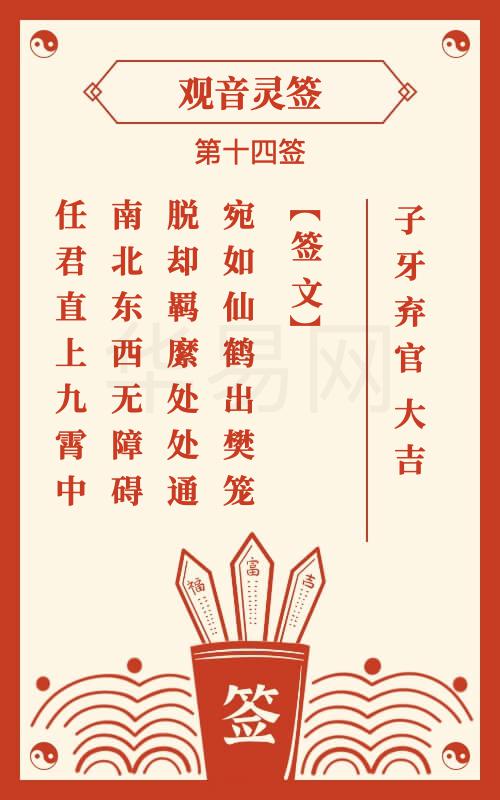 观音灵签
第十四签
子牙弃官 大吉
【签文】
宛如仙鹤出樊笼
脱却羁縻处处通
南北东西无障碍
任君直上九霄中
华易网
福
富
吉
签